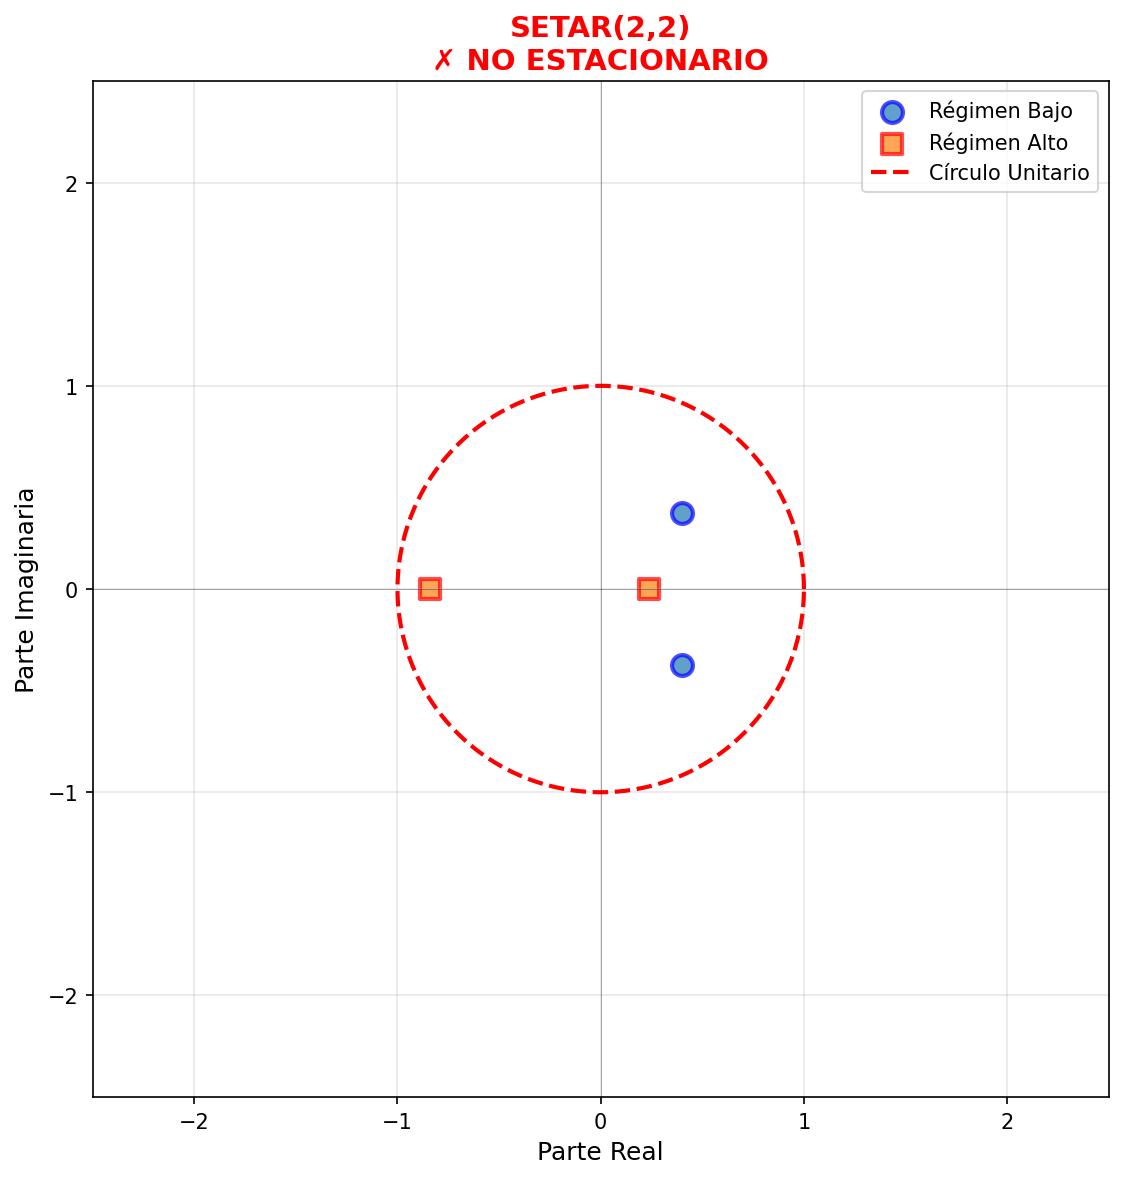 SETAR(2,2)
✗ NO ESTACIONARIO
Régimen Bajo
Régimen Alto
Círculo Unitario
2
1
0
−1
−2
Parte Imaginaria
−2
−1
0
1
2
Parte Real